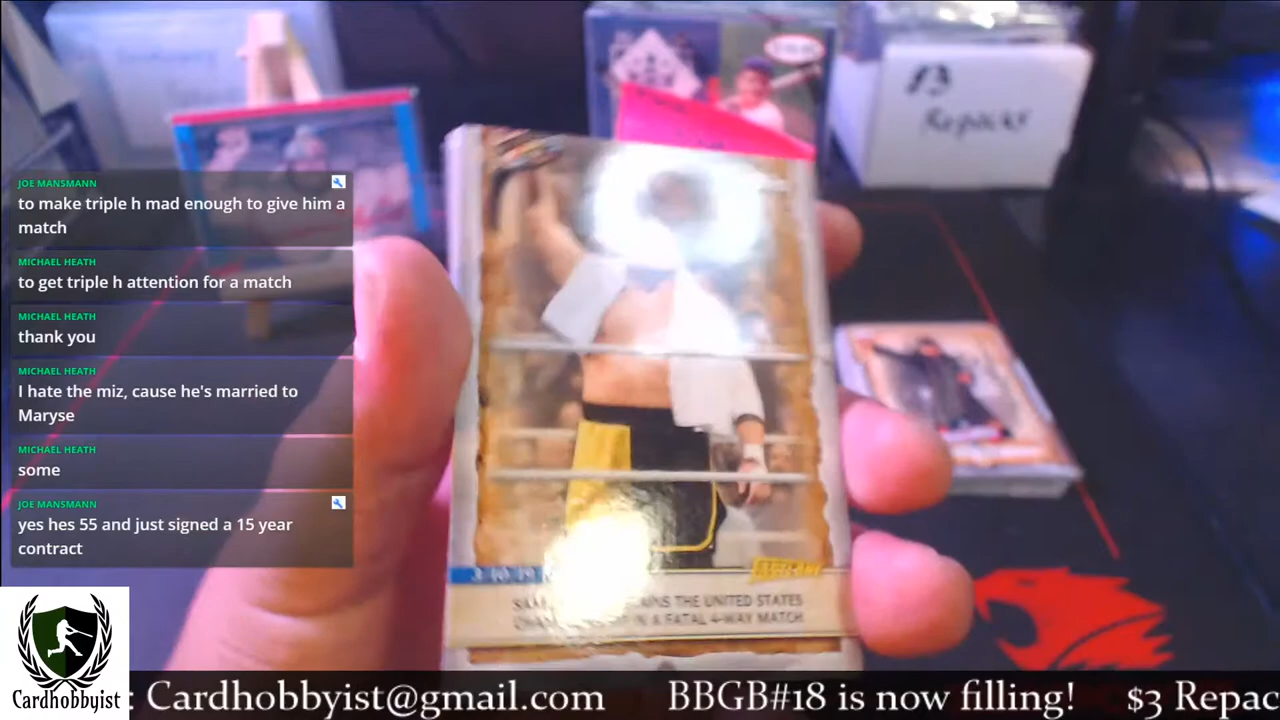 $3
Repacks
JOE MANSMANN
to make triple h mad enough to give him a
match
MICHAEL HEATH
to get triple h attention for a match
MICHAEL HEATH
thank you
MICHAEL HEATH
I hate the miz, cause he's married to
Maryse
MICHAEL HEATH
some
JOE MANSMANN
yes hes 55 and just signed a 15 year
contract
THE UNITED STATES
IN A FATAL 4-WAY MATCH
Cardhobbyist
: Cardhobbyist@gmail.com BBGB#18 is now filling! $3 Repac